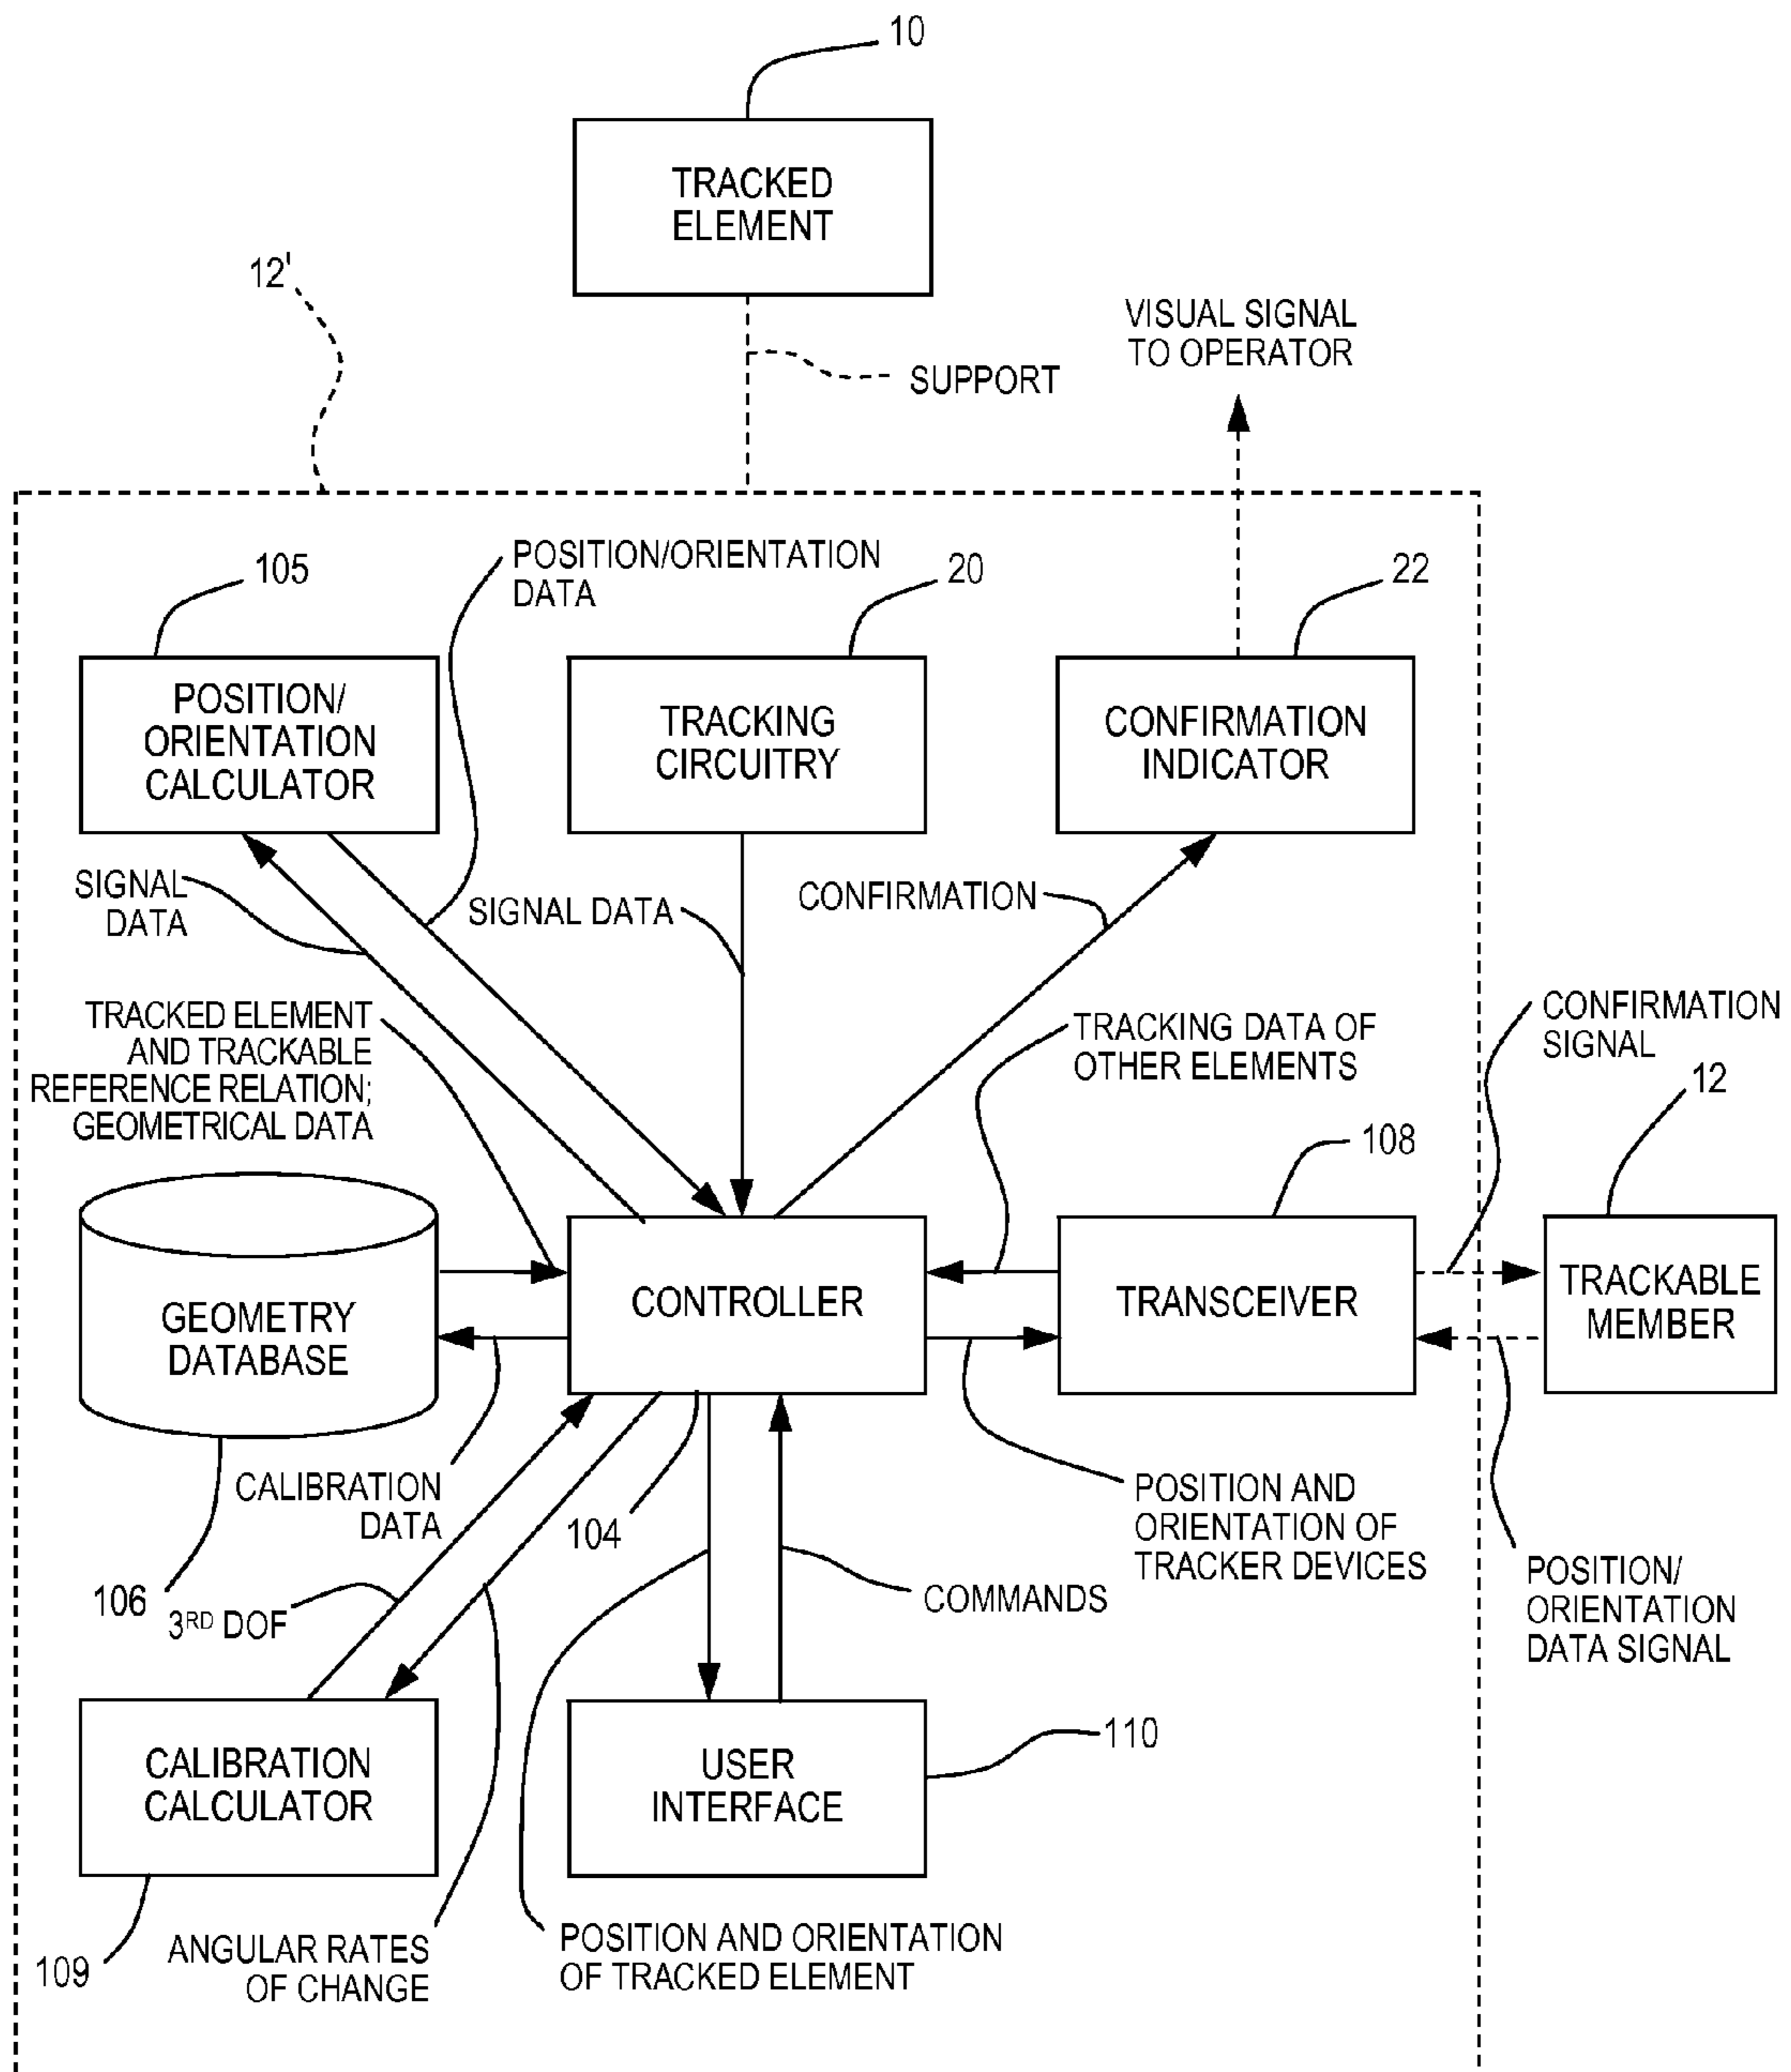 10
TRACKED
ELEMENT
12'
SUPPORT
VISUAL SIGNAL
TO OPERATOR
105
POSITION/ORIENTATION
DATA
20
22
POSITION/
ORIENTATION
CALCULATOR
TRACKING
CIRCUITRY
CONFIRMATION
INDICATOR
SIGNAL
DATA
SIGNAL DATA
CONFIRMATION
TRACKED ELEMENT
AND TRACKABLE
REFERENCE RELATION;
GEOMETRICAL DATA
TRACKING DATA OF
OTHER ELEMENTS
CONFIRMATION
SIGNAL
12
108
GEOMETRY
DATABASE
CONTROLLER
TRANSCEIVER
TRACKABLE
MEMBER
CALIBRATION
DATA
104
POSITION AND
ORIENTATION OF
TRACKER DEVICES
COMMANDS
POSITION/
ORIENTATION
DATA SIGNAL
106
3RD DOF
CALIBRATION
CALCULATOR
USER
INTERFACE
110
109
ANGULAR RATES
OF CHANGE
POSITION AND ORIENTATION
OF TRACKED ELEMENT